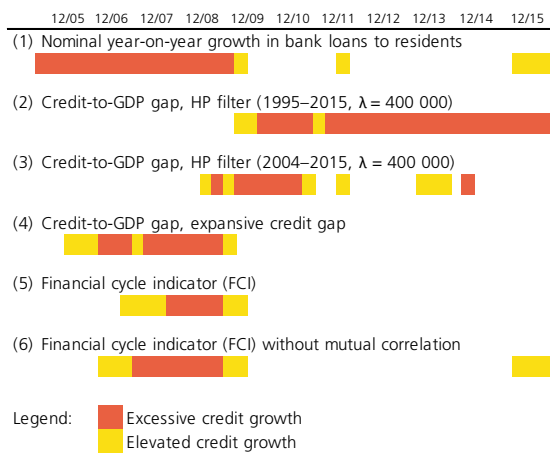 12/05 12/06 12/07 12/08 12/09 12/10 12/11 12/12 12/13 12/14 12/15
(1) Nominal year-on-year growth in bank loans to residents
(2) Credit-to-GDP gap, HP filter (1995–2015, λ = 400 000)
(3) Credit-to-GDP gap, HP filter (2004–2015, λ = 400 000)
(4) Credit-to-GDP gap, expansive credit gap
(5) Financial cycle indicator (FCI)
(6) Financial cycle indicator (FCI) without mutual correlation
Legend: Excessive credit growth
Elevated credit growth